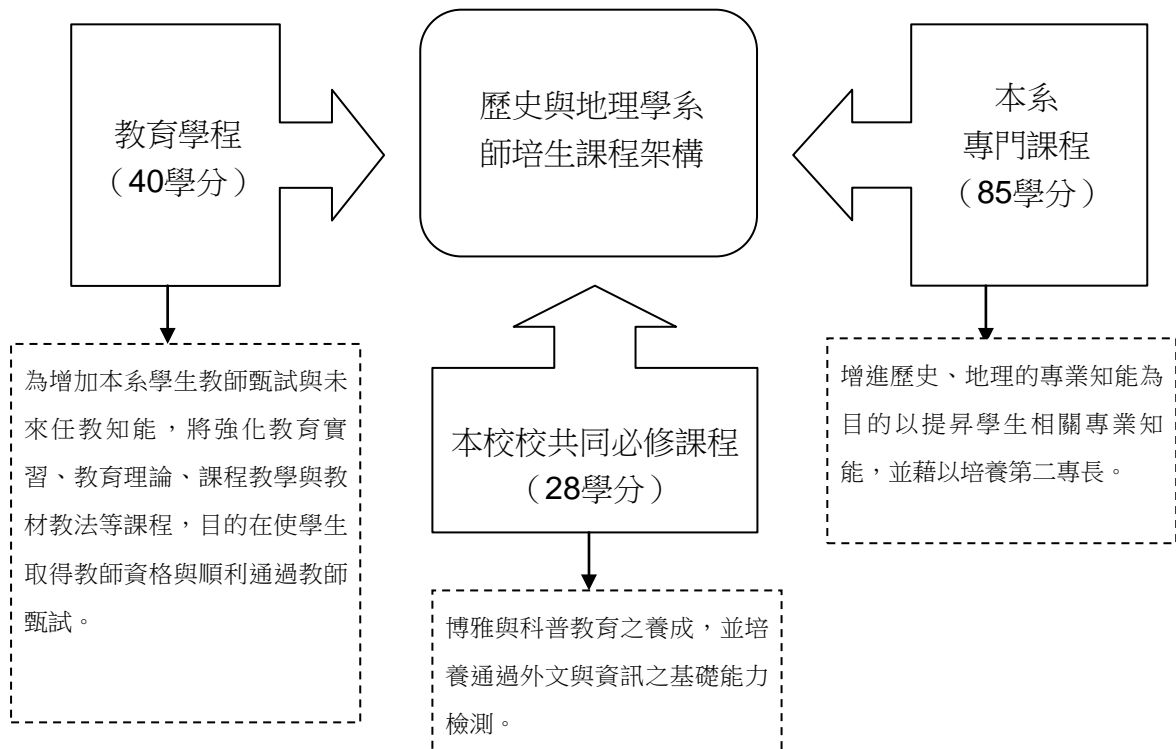 歷史與地理學系
師培生課程架構
教育學程
（40學分）
本系
專門課程
（85學分）
為增加本系學生教師甄試與未
來任教知能，將強化教育實
習、教育理論、課程教學與教
材教法等課程，目的在使學生
取得教師資格與順利通過教師
甄試。
本校校共同必修課程
（28學分）
增進歷史、地理的專業知能為
目的以提昇學生相關專業知
能，並藉以培養第二專長。
博雅與科普教育之養成，並培
養通過外文與資訊之基礎能力
檢測。